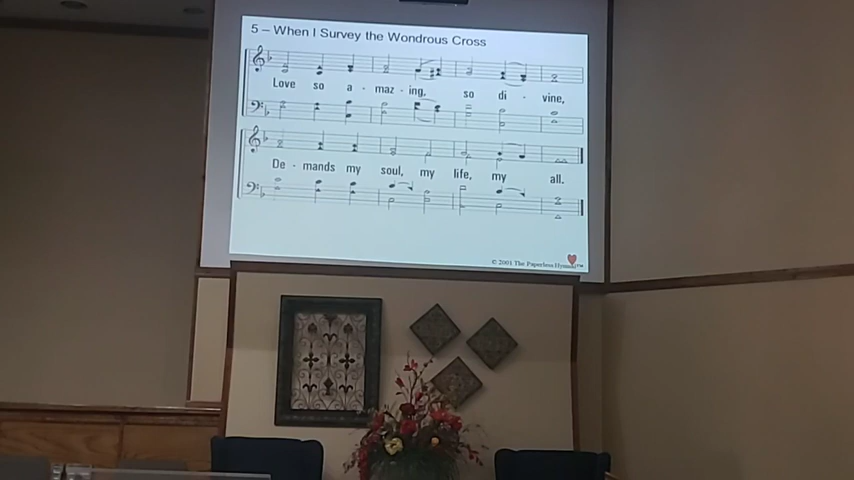 5 – When I Survey the Wondrous Cross
Love so a - maz - ing, so di - vine,
De - mands my soul, my life, my all.
© 2001 The Paperless Hymnal™